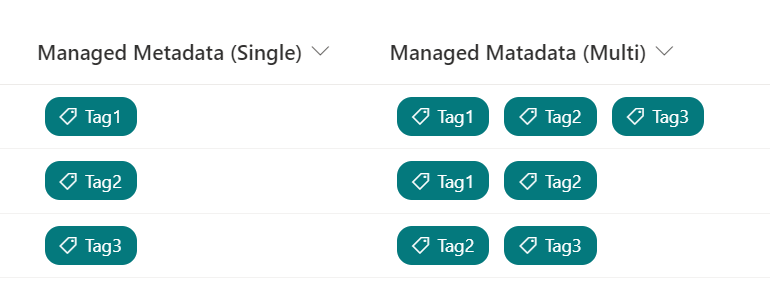 Managed Metadata (Single) Managed Matadata (Multi)
Tag1 Tag1 Tag2 Tag3
Tag2 Tag1 Tag2
Tag3 Tag2 Tag3